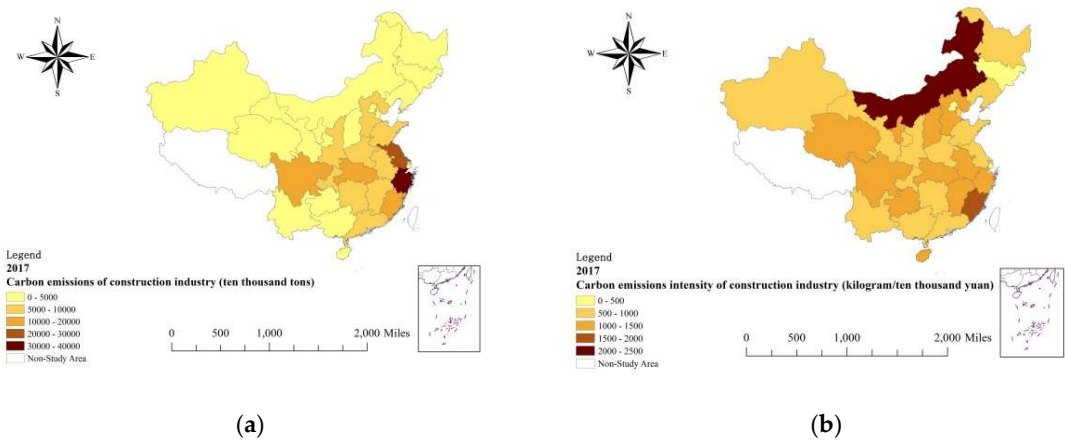 N
W E
S
Legend
2017
Carbon emissions of construction industry (ten thousand tons)
0 - 5000
5000 - 10000
10000 - 20000
20000 - 30000
30000 - 40000
Non-Study Area
0 500 1,000 2,000 Miles
(a)
N
W E
S
Legend
2017
Carbon emissions intensity of construction industry (kilogram/ten thousand yuan)
0 - 500
500 - 1000
1000 - 1500
1500 - 2000
2000 - 2500
Non-Study Area
0 500 1,000 2,000 Miles
(b)